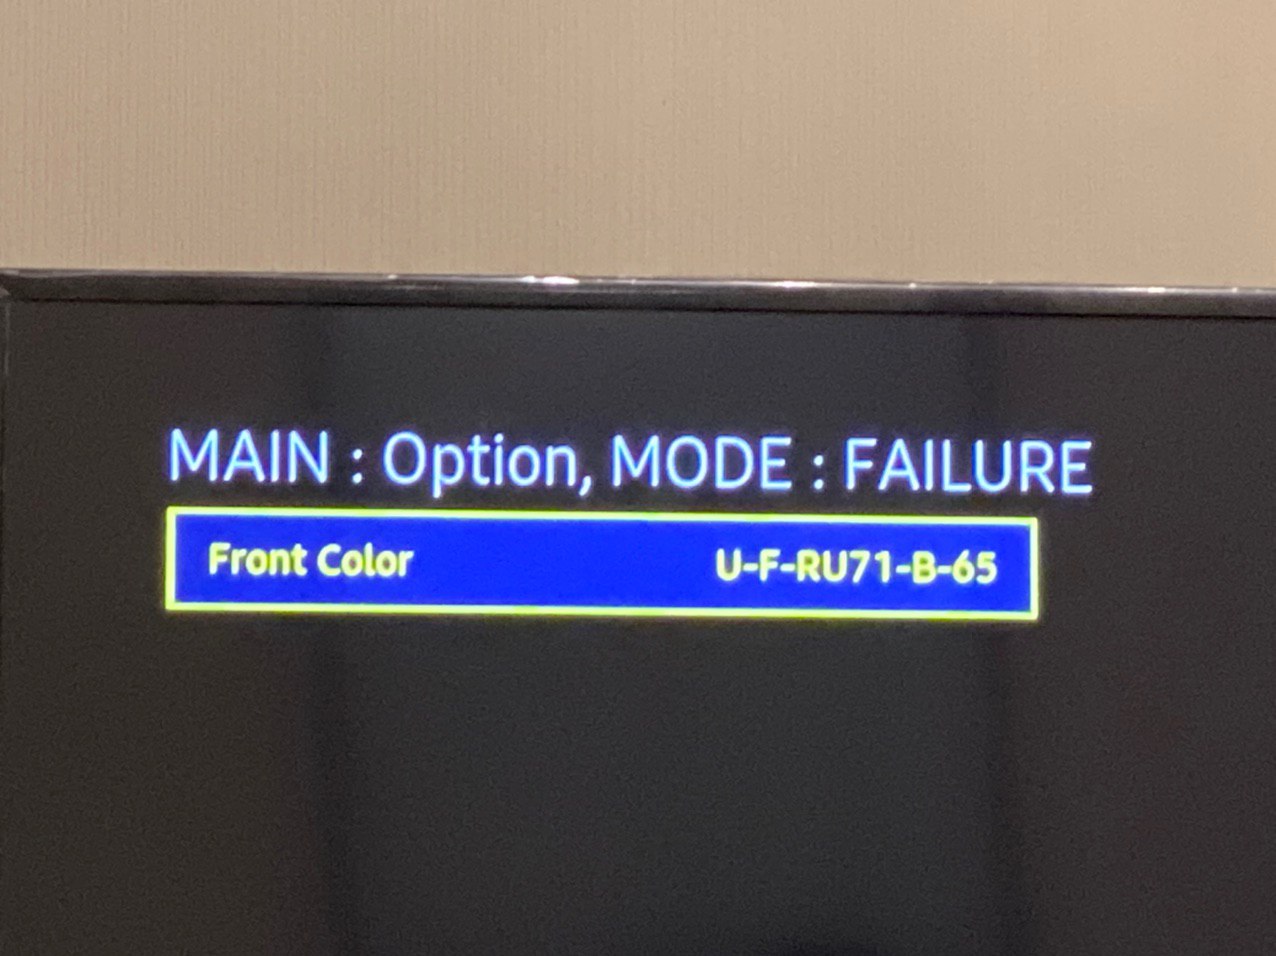 MAIN : Option, MODE : FAILURE
Front Color U-F-RU71-B-65